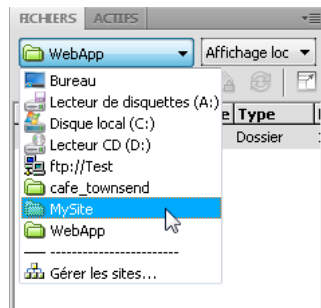 FICHIERS ACTIFS
WebApp Affichage loc
Bureau
Lecteur de disquettes (A:)
Disque local (C:)
e Type
Lecteur CD (D:)
Dossier
ftp://Test
cafe_townsend
MySite
WebApp
Gérer les sites...